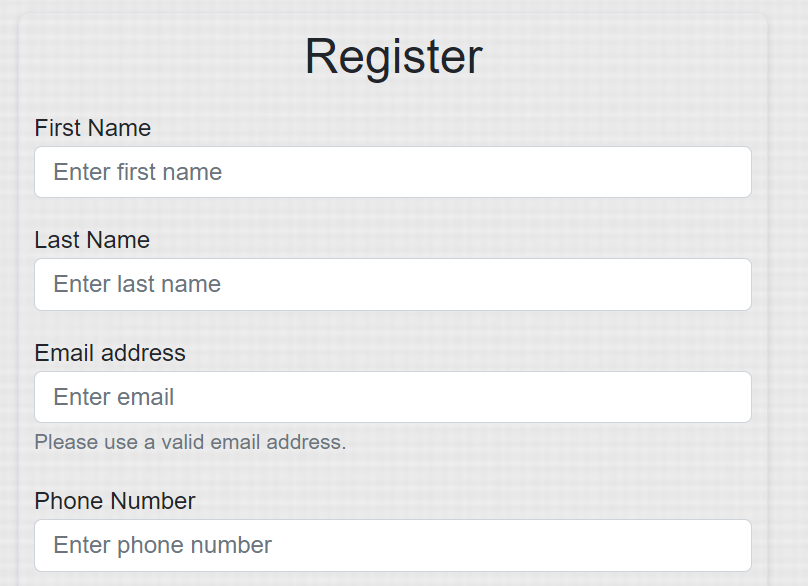 Register
First Name
Enter first name
Last Name
Enter last name
Email address
Enter email
Please use a valid email address.
Phone Number
Enter phone number